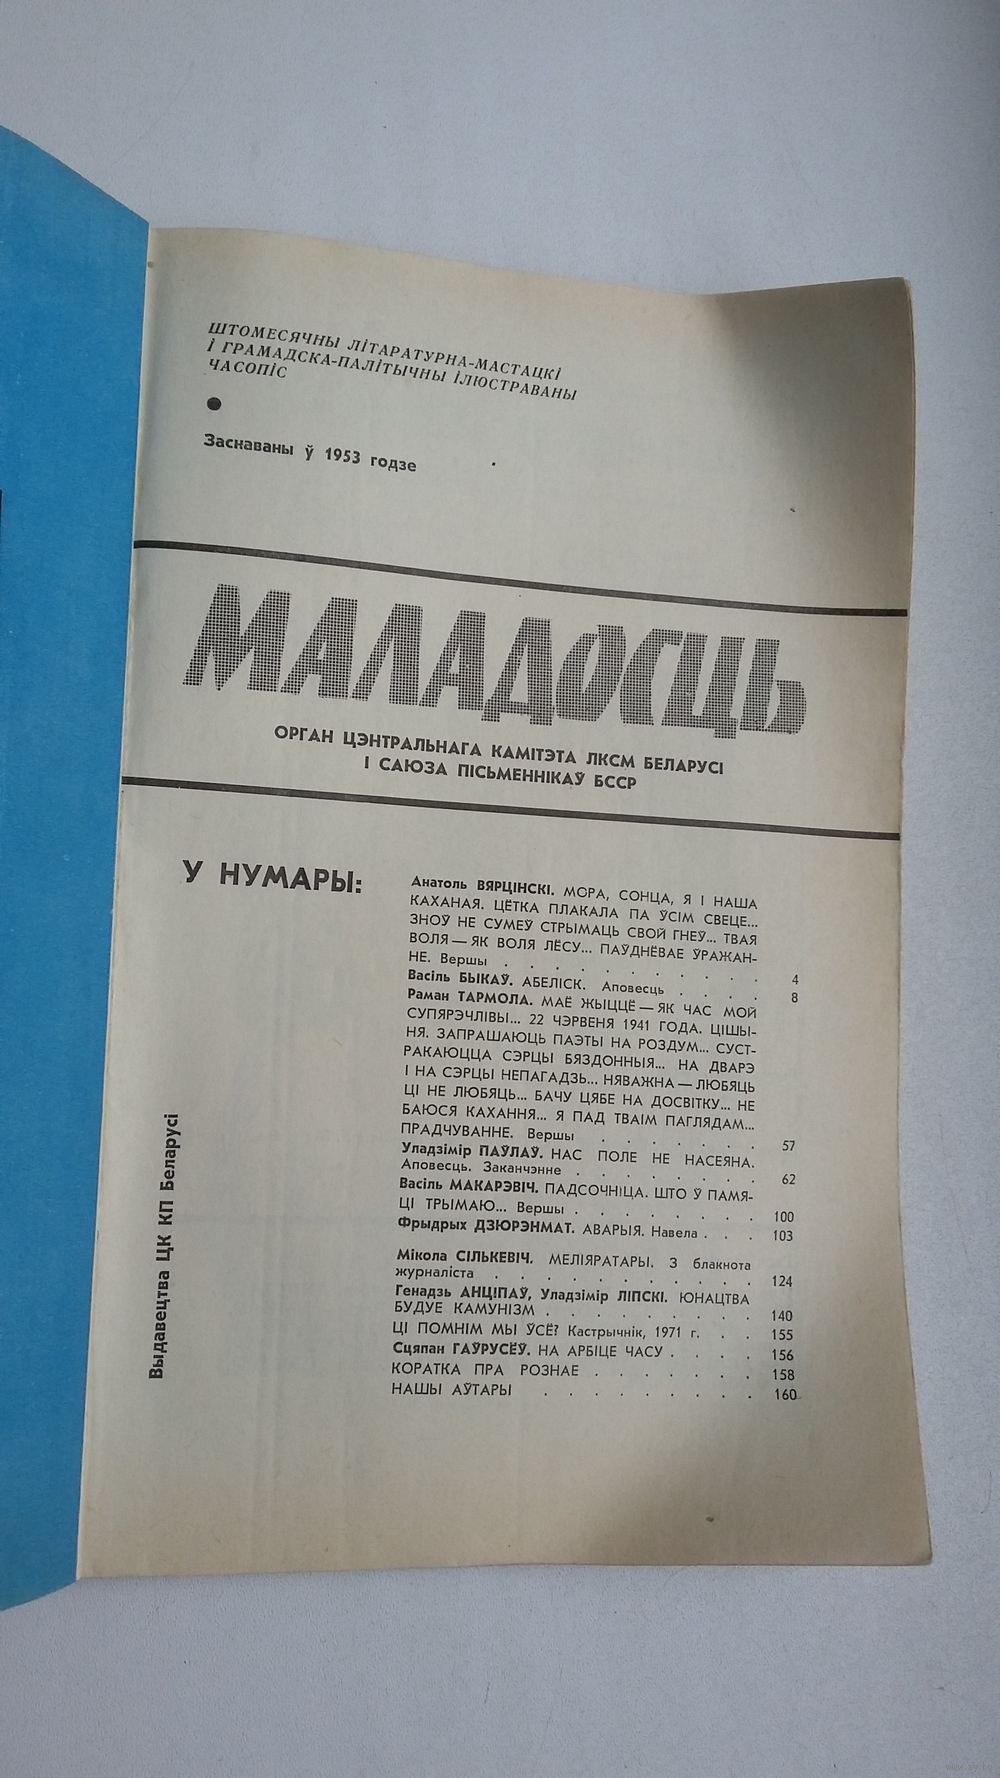 ШТОМЕСЯЧНЫ ЛІТАРАТУРНА-МАСТАЦКІ
І ГРАМАДСКА-ПАЛІТЫЧНЫ ІЛЮСТРАВАНЫ
ЧАСОПІС
Заснаваны ў 1953 годзе
МАЛАДОСЦЬ
ОРГАН ЦЭНТРАЛЬНАГА КАМІТЭТА ЛКСМ БЕЛАРУСІ
І САЮЗА ПІСЬМЕННІКАЎ БССР
У НУМАРЫ:
Анатоль ВЯРЦІНСКІ. МОРА, СОНЦА, Я І НАША
КАХАНАЯ. ЦЁТКА ПЛАКАЛА ПА ЎСІМ СВЕЦЕ...
ЗНОЎ НЕ СУМЕЎ СТРЫМАЦЬ СВОЙ ГНЕЎ... ТВАЯ
ВОЛЯ — ЯК ВОЛЯ ЛЁСУ... ПАЎДНЁВАЕ ЎРАЖАН-
НЕ. Вершы . . . . . . . . . . 4
Васіль БЫКАЎ. АБЕЛІСК. Аповесць . . . . 8
Раман ТАРМОЛА. МАЁ ЖЫЦЦЁ — ЯК ЧАС МОЙ
СУПЯРЭЧЛІВЫ... 22 ЧЭРВЕНЯ 1941 ГОДА. ЦІШЫ-
НЯ. ЗАПРАШАЮЦЬ ПАЭТЫ НА РОЗДУМ... СУСТ-
РАКАЮЦЦА СЭРЦЫ БЯЗДОННЫЯ... НА ДВАРЭ
І НА СЭРЦЫ НЕПАГАДЗЬ... НЯВАЖНА — ЛЮБЯЦЬ
ЦІ НЕ ЛЮБЯЦЬ... БАЧУ ЦЯБЕ НА ДОСВІТКУ... НЕ
БАЮСЯ КАХАННЯ... Я ПАД ТВАІМ ПАГЛЯДАМ...
ПРАДЧУВАННЕ. Вершы . . . . . . . 57
Уладзімір ПАЎЛАЎ. НАС ПОЛЕ НЕ НАСЕЯНА.
Аповесць. Заканчэнне . . . . . . . 62
Васіль МАКАРЭВІЧ. ПАДСОЧНІЦА. ШТО Ў ПАМЯ-
ЦІ ТРЫМАЮ... Вершы . . . . . . . . 100
Фрыдрых ДЗЮРЭНМАТ. АВАРЫЯ. Навела . . . 103
Мікола СІЛЬКЕВІЧ. МЕЛІЯРАТАРЫ. З блакнота
журналіста . . . . . . . . . . . 124
Генадзь АНЦІПАЎ, Уладзімір ЛІПСКІ. ЮНАЦТВА
БУДУЕ КАМУНІЗМ . . . . . . . . . 140
ЦІ ПОМНІМ МЫ ЎСЁ? Кастрычнік, 1971 г. . . 155
Сцяпан ГАЎРУСЁЎ. НА АРБІЦЕ ЧАСУ . . . . 156
КОРАТКА ПРА РОЗНАЕ . . . . . . . 158
НАШЫ АЎТАРЫ . . . . . . . . . 160
Выдавецтва ЦК КП Беларусі